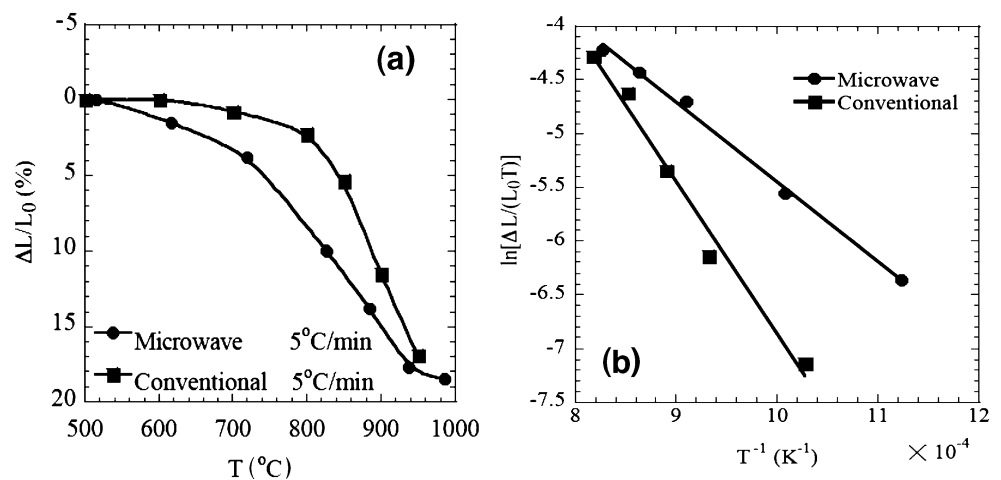 (a)
-5
0
5
10
15
20
ΔL/L₀ (%)
Microwave 5°C/min
Conventional 5°C/min
500 600 700 800 900 1000
T (°C)
(b)
-4
-4.5
-5
-5.5
-6
-6.5
-7
-7.5
ln[ΔL/(L₀T)]
Microwave
Conventional
8 9 10 11 12
T⁻¹ (K⁻¹) × 10⁻⁴